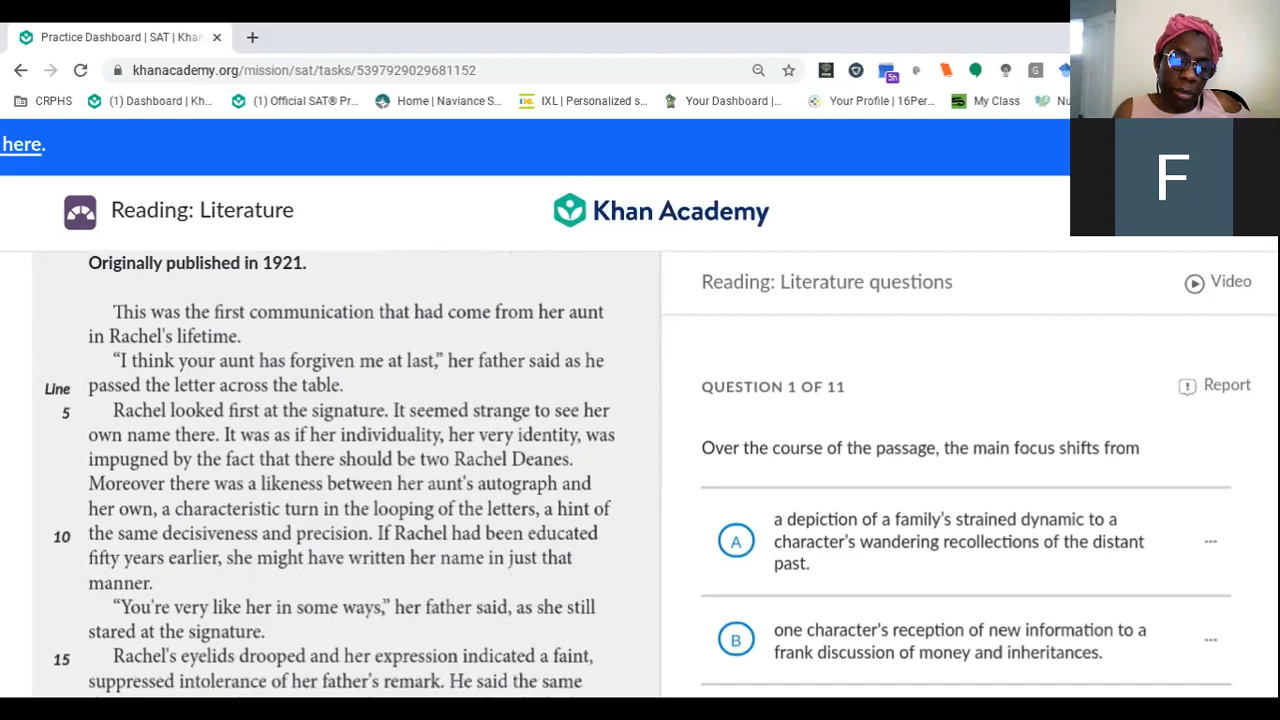 Practice Dashboard | SAT | Khan
khanacademy.org/mission/sat/tasks/5397929029681152
5h
G
CRPHS
(1) Dashboard | Kh...
(1) Official SAT® Pr...
Home | Naviance S...
IXL | Personalized s...
Your Dashboard |...
Your Profile | 16Per...
My Class
Nu
here.
F
Reading: Literature
Khan Academy
Originally published in 1921.
This was the first communication that had come from her aunt
in Rachel's lifetime.
“I think your aunt has forgiven me at last,” her father said as he
Line passed the letter across the table.
5 Rachel looked first at the signature. It seemed strange to see her
own name there. It was as if her individuality, her very identity, was
impugned by the fact that there should be two Rachel Deanes.
Moreover there was a likeness between her aunt's autograph and
her own, a characteristic turn in the looping of the letters, a hint of
10 the same decisiveness and precision. If Rachel had been educated
fifty years earlier, she might have written her name in just that
manner.
“You're very like her in some ways,” her father said, as she still
stared at the signature.
15 Rachel's eyelids drooped and her expression indicated a faint,
suppressed intolerance of her father's remark. He said the same
Reading: Literature questions
Video
QUESTION 1 OF 11
Report
Over the course of the passage, the main focus shifts from
A
a depiction of a family's strained dynamic to a
character's wandering recollections of the distant
past.
B
one character's reception of new information to a
frank discussion of money and inheritances.